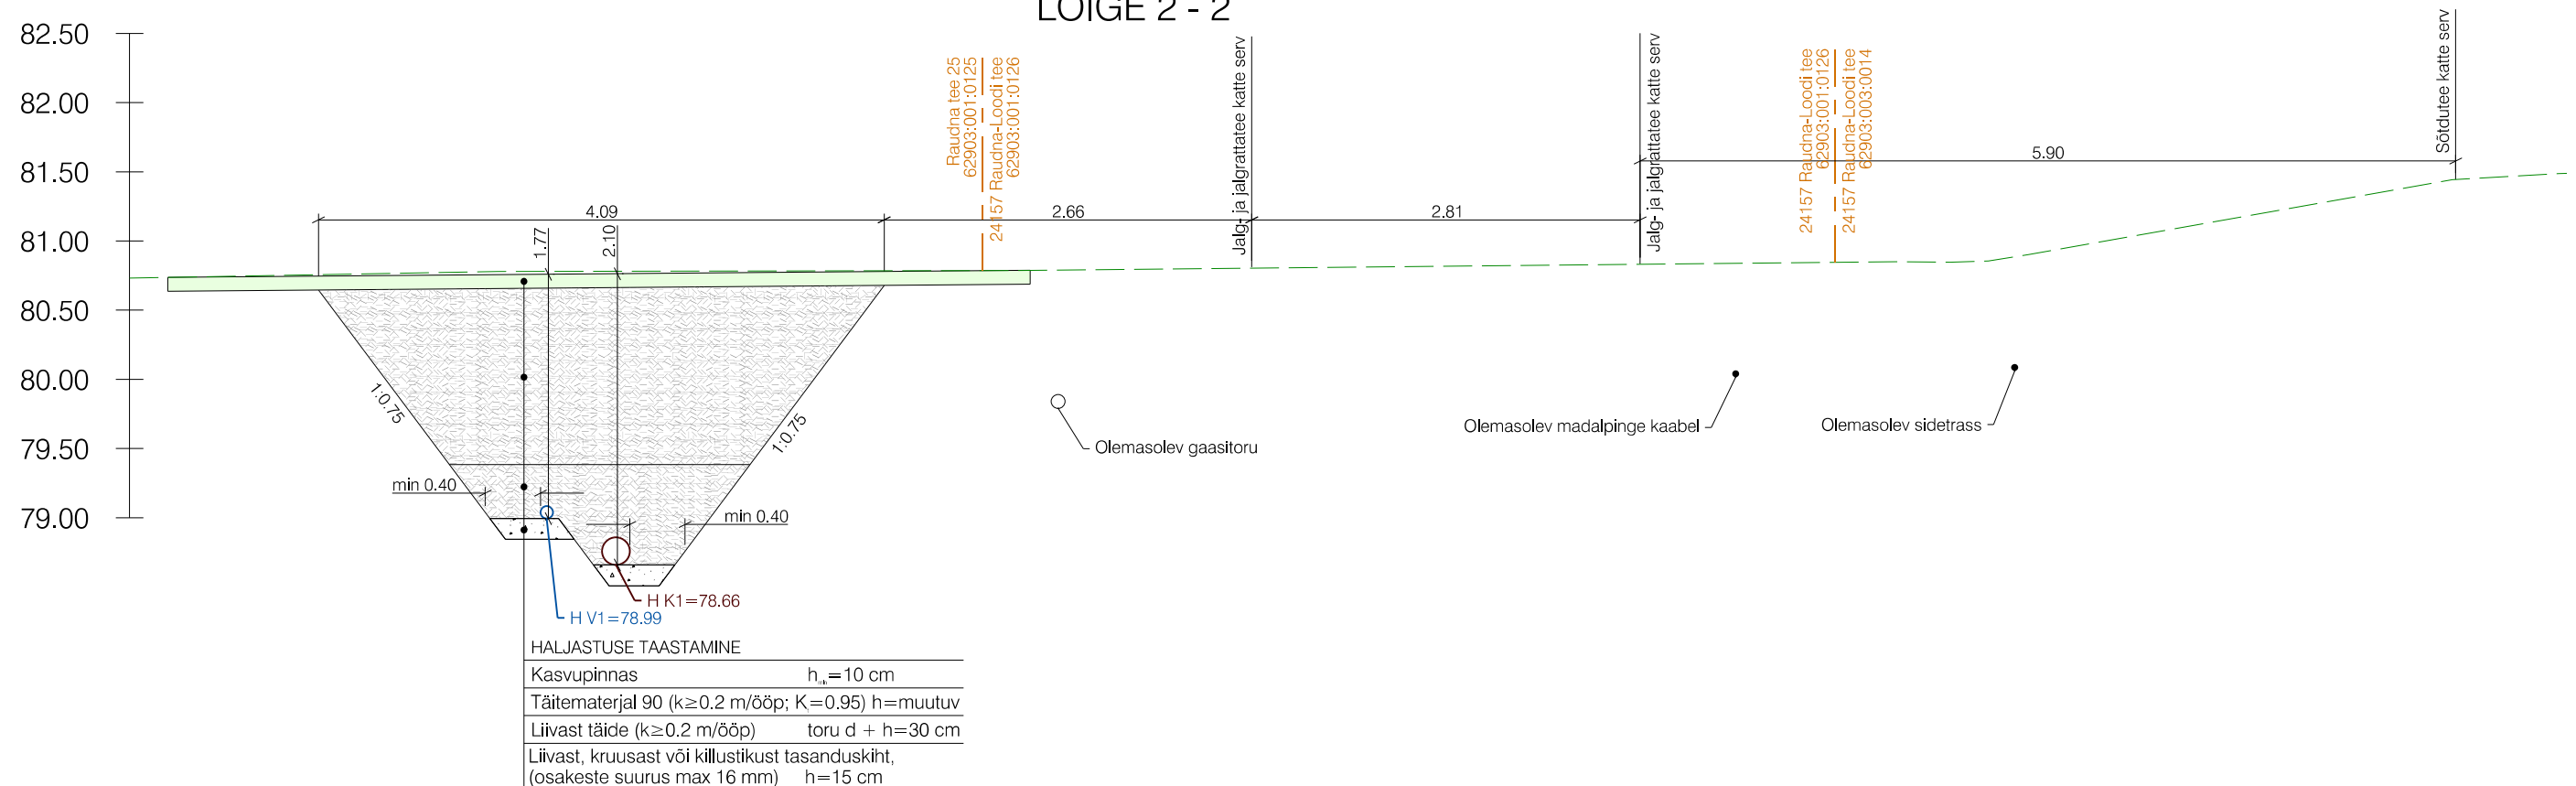 LÕIGE 2 - 2
82.50
82.00
81.50
81.00
80.50
80.00
79.50
79.00
Raudna tee 25
62903:001:0125
24157 Raudna-Loodi tee
62903:001:0126
Jalg- ja jalgrattatee katte serv
Jalg- ja jalgrattatee katte serv
24157 Raudna-Loodi tee
62903:001:0126
24157 Raudna-Loodi tee
62903:003:0014
Sõtdutee katte serv
5.90
4.09
2.66
2.81
1.77
2.10
1:0.75
1:0.75
min 0.40
min 0.40
Olemasolev gaasitoru
Olemasolev madalpinge kaabel
Olemasolev sidetrass
H K1=78.66
H V1=78.99
HALJASTUSE TAASTAMINE
Kasvupinnas h =10 cm
Täitematerjal 90 (k≥0.2 m/ööp; K =0.95) h=muutuv
Liivast täide (k≥0.2 m/ööp) toru d + h=30 cm
Liivast, kruusast või killustikust tasanduskiht,
(osakeste suurus max 16 mm) h=15 cm